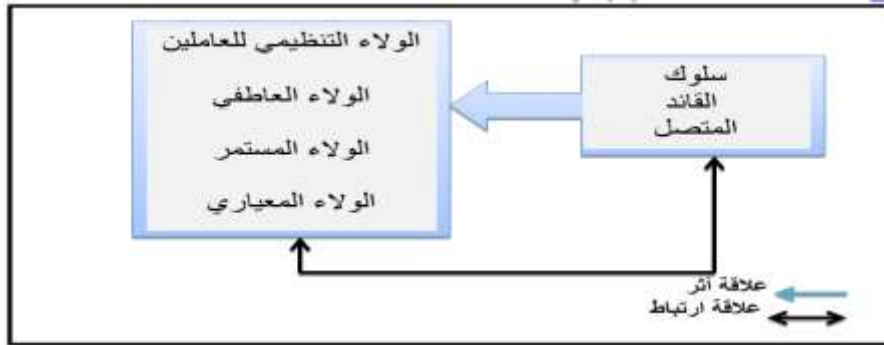 سلوك
القائد
المتصل
الولاء التنظيمي للعاملين
الولاء العاطفي
الولاء المستمر
الولاء المعياري
علاقة أثر
علاقة ارتباط